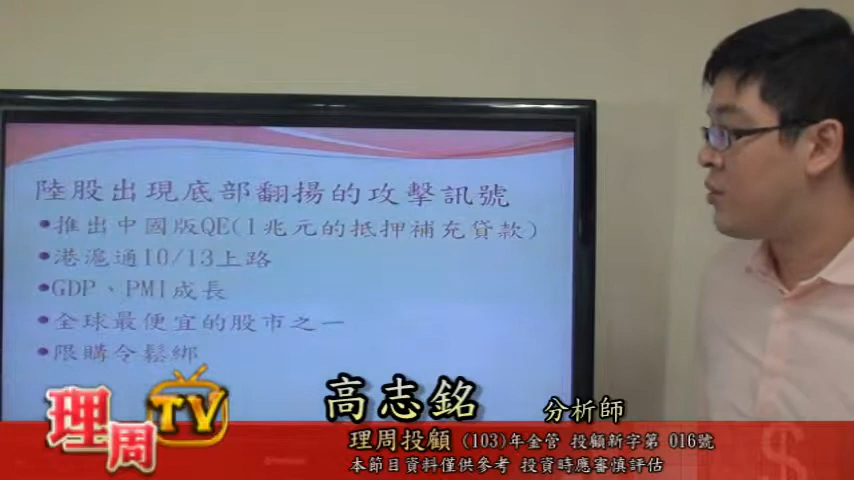 陸股出現底部翻揚的攻擊訊號
•推出中國版QE(1兆元的抵押補充貸款)
•港滬通10/13上路
•GDP、PMI成長
•全球最便宜的股市之一
•限購令鬆綁
理周TV
高志銘 分析師
理周投顧 (103)年金管 投顧新字第 016號
本節目資料僅供參考 投資時應審慎評估